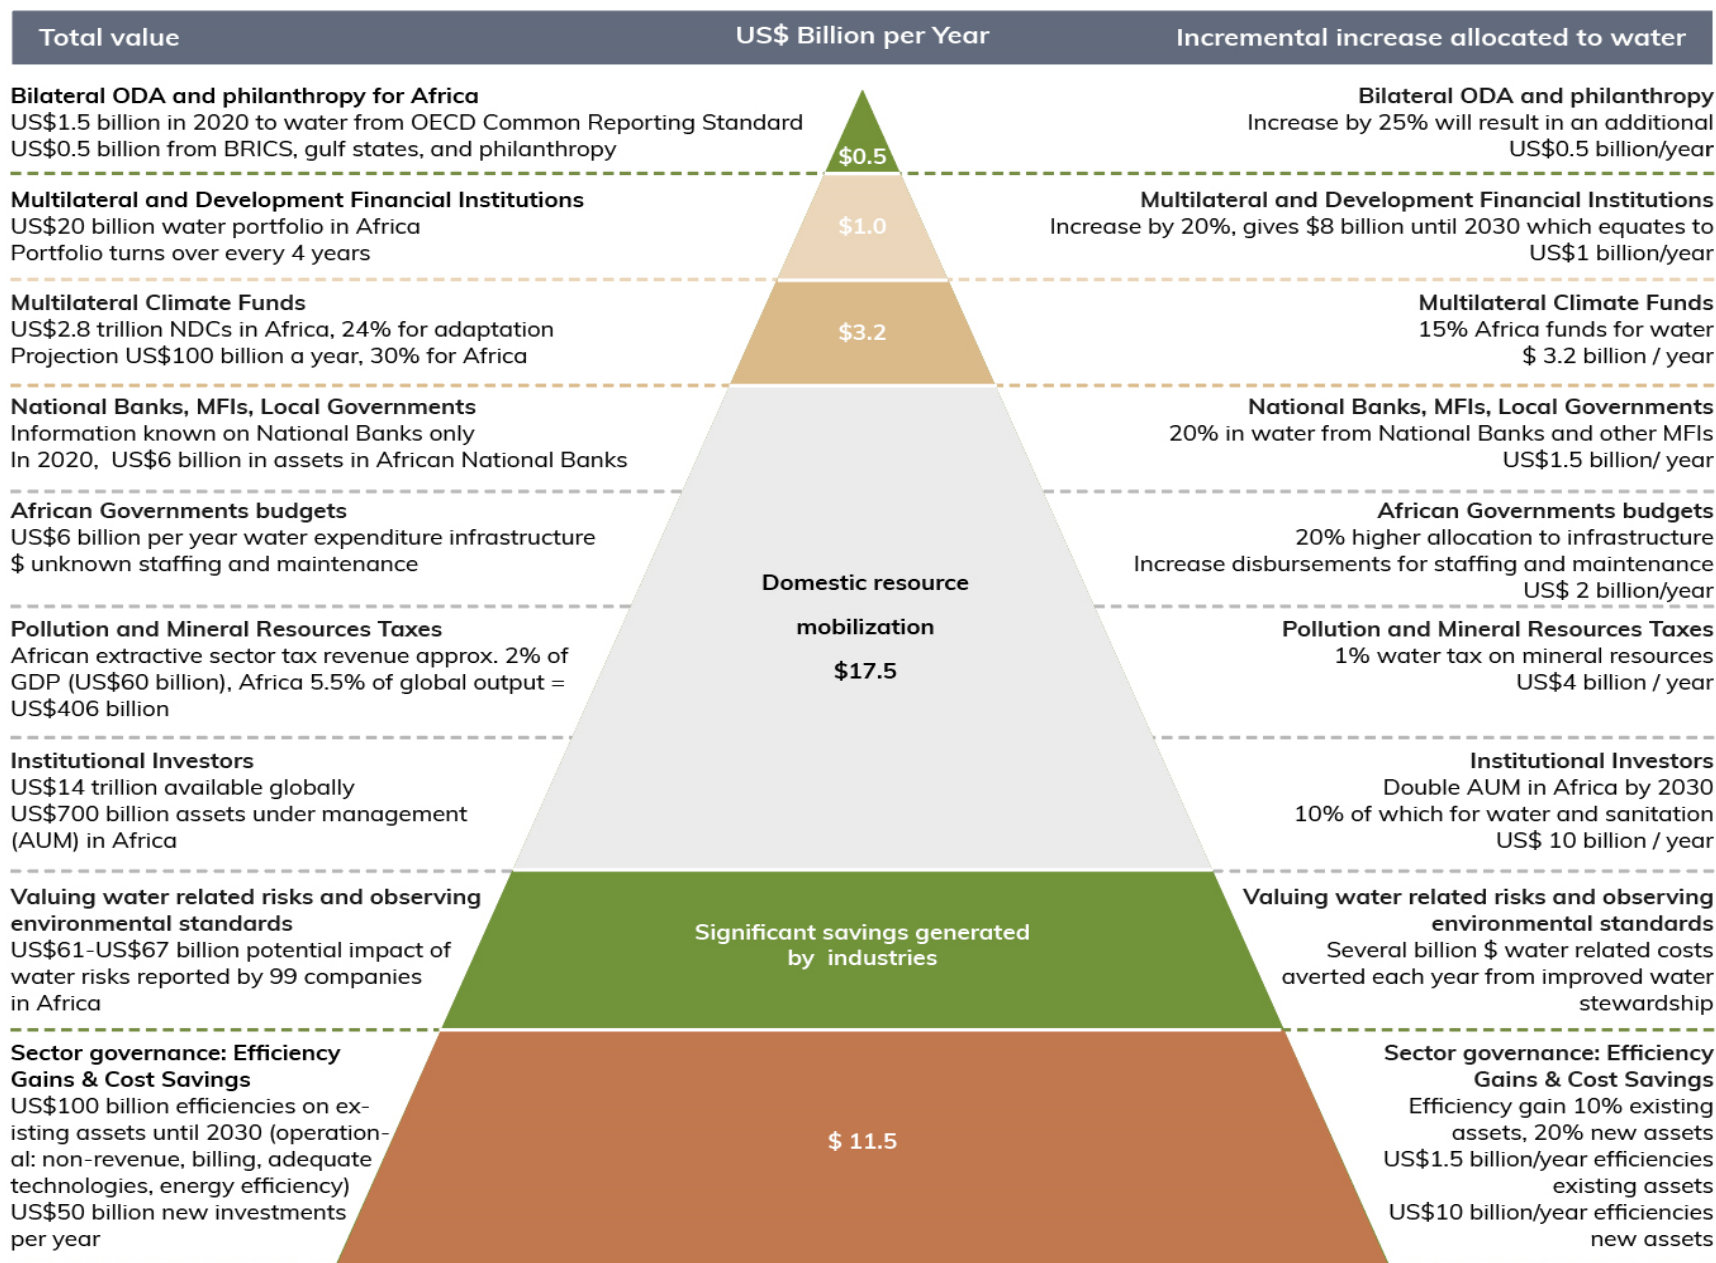 Total value
US$ Billion per Year
Incremental increase allocated to water
Bilateral ODA and philanthropy for Africa
US$1.5 billion in 2020 to water from OECD Common Reporting Standard
US$0.5 billion from BRICS, gulf states, and philanthropy
$0.5
Bilateral ODA and philanthropy
Increase by 25% will result in an additional
US$0.5 billion/year
Multilateral and Development Financial Institutions
US$20 billion water portfolio in Africa
Portfolio turns over every 4 years
$1.0
Multilateral and Development Financial Institutions
Increase by 20%, gives $8 billion until 2030 which equates to
US$1 billion/year
Multilateral Climate Funds
US$2.8 trillion NDCs in Africa, 24% for adaptation
Projection US$100 billion a year, 30% for Africa
$3.2
Multilateral Climate Funds
15% Africa funds for water
$ 3.2 billion / year
National Banks, MFIs, Local Governments
Information known on National Banks only
In 2020, US$6 billion in assets in African National Banks
National Banks, MFIs, Local Governments
20% in water from National Banks and other MFIs
US$1.5 billion/ year
African Governments budgets
US$6 billion per year water expenditure infrastructure
$ unknown staffing and maintenance
African Governments budgets
20% higher allocation to infrastructure
Increase disbursements for staffing and maintenance
US$ 2 billion/year
Domestic resource
mobilization
$17.5
Pollution and Mineral Resources Taxes
African extractive sector tax revenue approx. 2% of
GDP (US$60 billion), Africa 5.5% of global output =
US$406 billion
Pollution and Mineral Resources Taxes
1% water tax on mineral resources
US$4 billion / year
Institutional Investors
US$14 trillion available globally
US$700 billion assets under management
(AUM) in Africa
Institutional Investors
Double AUM in Africa by 2030
10% of which for water and sanitation
US$ 10 billion / year
Valuing water related risks and observing
environmental standards
US$61-US$67 billion potential impact of
water risks reported by 99 companies
in Africa
Significant savings generated
by industries
Valuing water related risks and observing
environmental standards
Several billion $ water related costs
averted each year from improved water
stewardship
Sector governance: Efficiency
Gains & Cost Savings
US$100 billion efficiencies on ex-
isting assets until 2030 (operation-
al: non-revenue, billing, adequate
technologies, energy efficiency)
US$50 billion new investments
per year
$ 11.5
Sector governance: Efficiency
Gains & Cost Savings
Efficiency gain 10% existing
assets, 20% new assets
US$1.5 billion/year efficiencies
existing assets
US$10 billion/year efficiencies
new assets